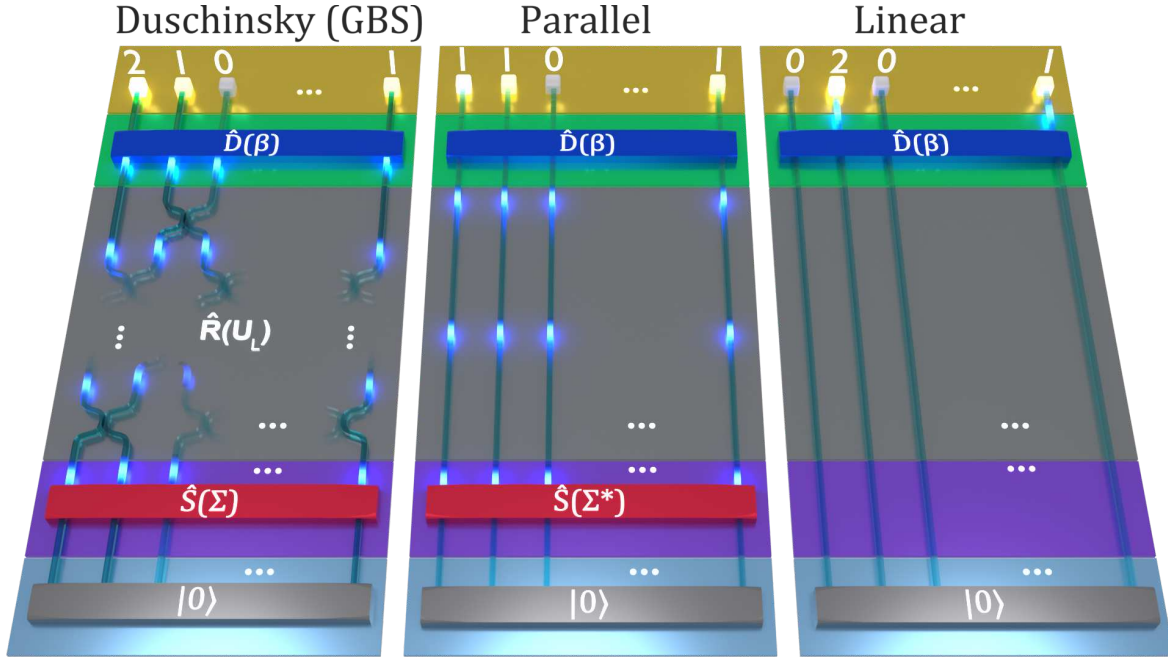 Duschinsky (GBS) Parallel Linear
2 1 0 ... 1 1 1 0 ... 1 0 2 0 ... 1
D̂(β) D̂(β) D̂(β)
... R̂(U_L) ...
... ... ...
... ... ...
Ŝ(Σ) Ŝ(Σ*)
... ... ...
|0⟩ |0⟩ |0⟩